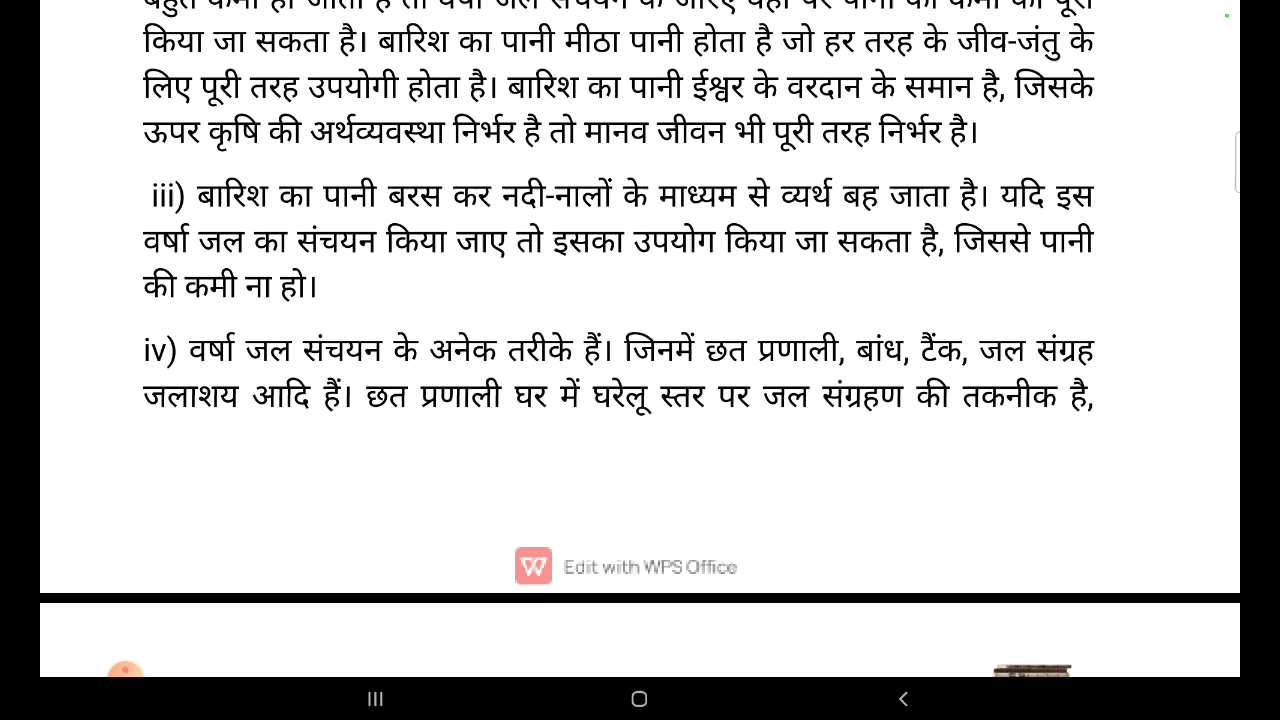 किया जा सकता है। बारिश का पानी मीठा पानी होता है जो हर तरह के जीव-जंतु के
लिए पूरी तरह उपयोगी होता है। बारिश का पानी ईश्वर के वरदान के समान है, जिसके
ऊपर कृषि की अर्थव्यवस्था निर्भर है तो मानव जीवन भी पूरी तरह निर्भर है।
iii) बारिश का पानी बरस कर नदी-नालों के माध्यम से व्यर्थ बह जाता है। यदि इस
वर्षा जल का संचयन किया जाए तो इसका उपयोग किया जा सकता है, जिससे पानी
की कमी ना हो।
iv) वर्षा जल संचयन के अनेक तरीके हैं। जिनमें छत प्रणाली, बांध, टैंक, जल संग्रह
जलाशय आदि हैं। छत प्रणाली घर में घरेलू स्तर पर जल संग्रहण की तकनीक है,
Edit with WPS Office